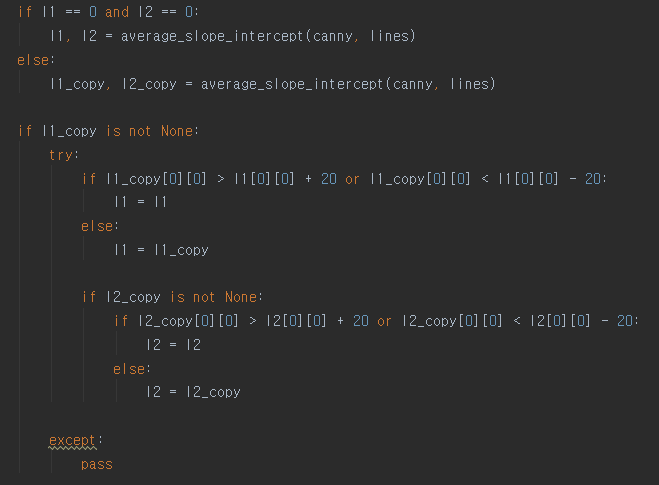 if l1 == 0 and l2 == 0:
    l1, l2 = average_slope_intercept(canny, lines)
else:
    l1_copy, l2_copy = average_slope_intercept(canny, lines)

if l1_copy is not None:
    try:
        if l1_copy[0][0] > l1[0][0] + 20 or l1_copy[0][0] < l1[0][0] - 20:
            l1 = l1
        else:
            l1 = l1_copy

        if l2_copy is not None:
            if l2_copy[0][0] > l2[0][0] + 20 or l2_copy[0][0] < l2[0][0] - 20:
                l2 = l2
            else:
                l2 = l2_copy

    except:
        pass